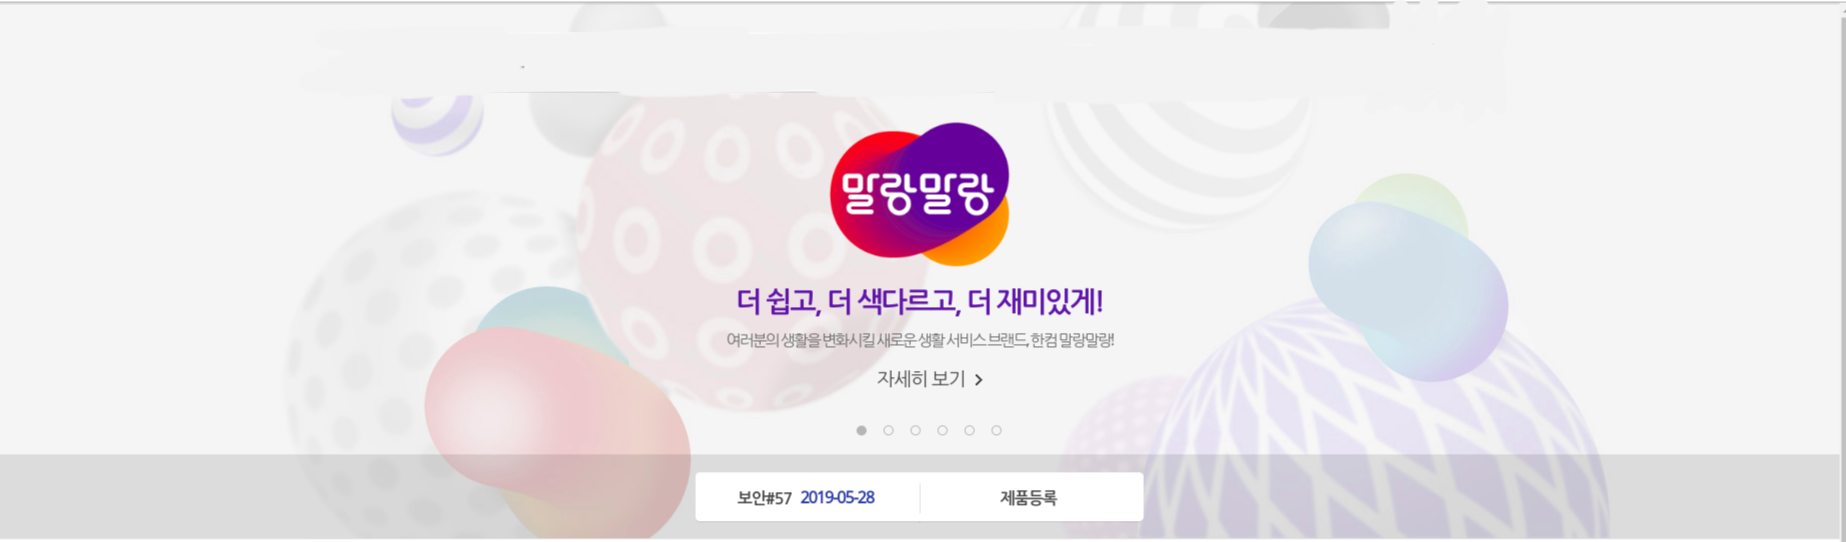 말랑말랑
더 쉽고, 더 색다르고, 더 재미있게!
여러분의 생활을 변화시킬 새로운 생활 서비스 브랜드, 한컴 말랑말랑!
자세히 보기 >
보안#57 2019-05-28 제품등록